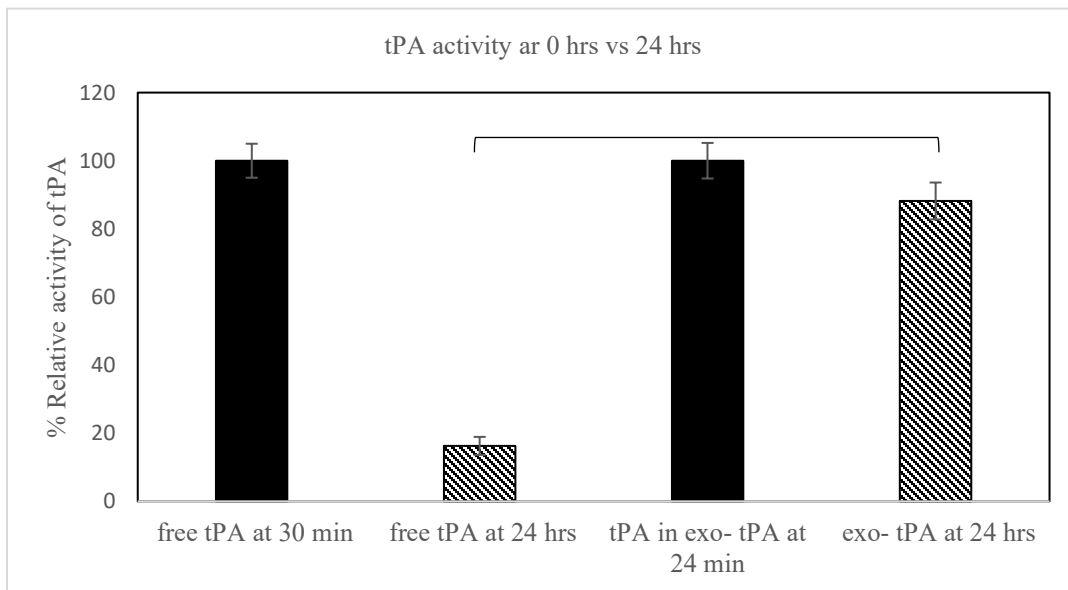 tPA activity ar 0 hrs vs 24 hrs
% Relative activity of tPA
120
100
80
60
40
20
0
free tPA at 30 min
free tPA at 24 hrs
tPA in exo- tPA at
24 min
exo- tPA at 24 hrs